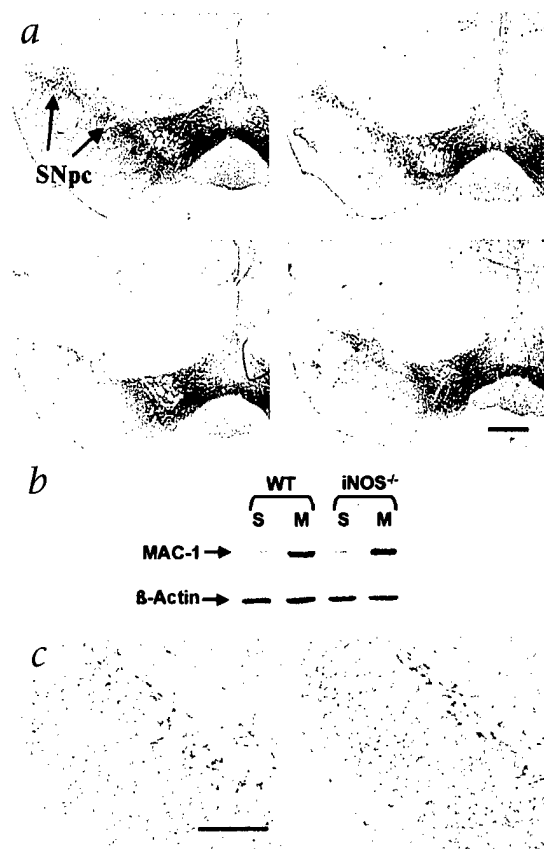 a
SNpc
b
WT iNOS-/-
S M S M
MAC-1
ß-Actin
c